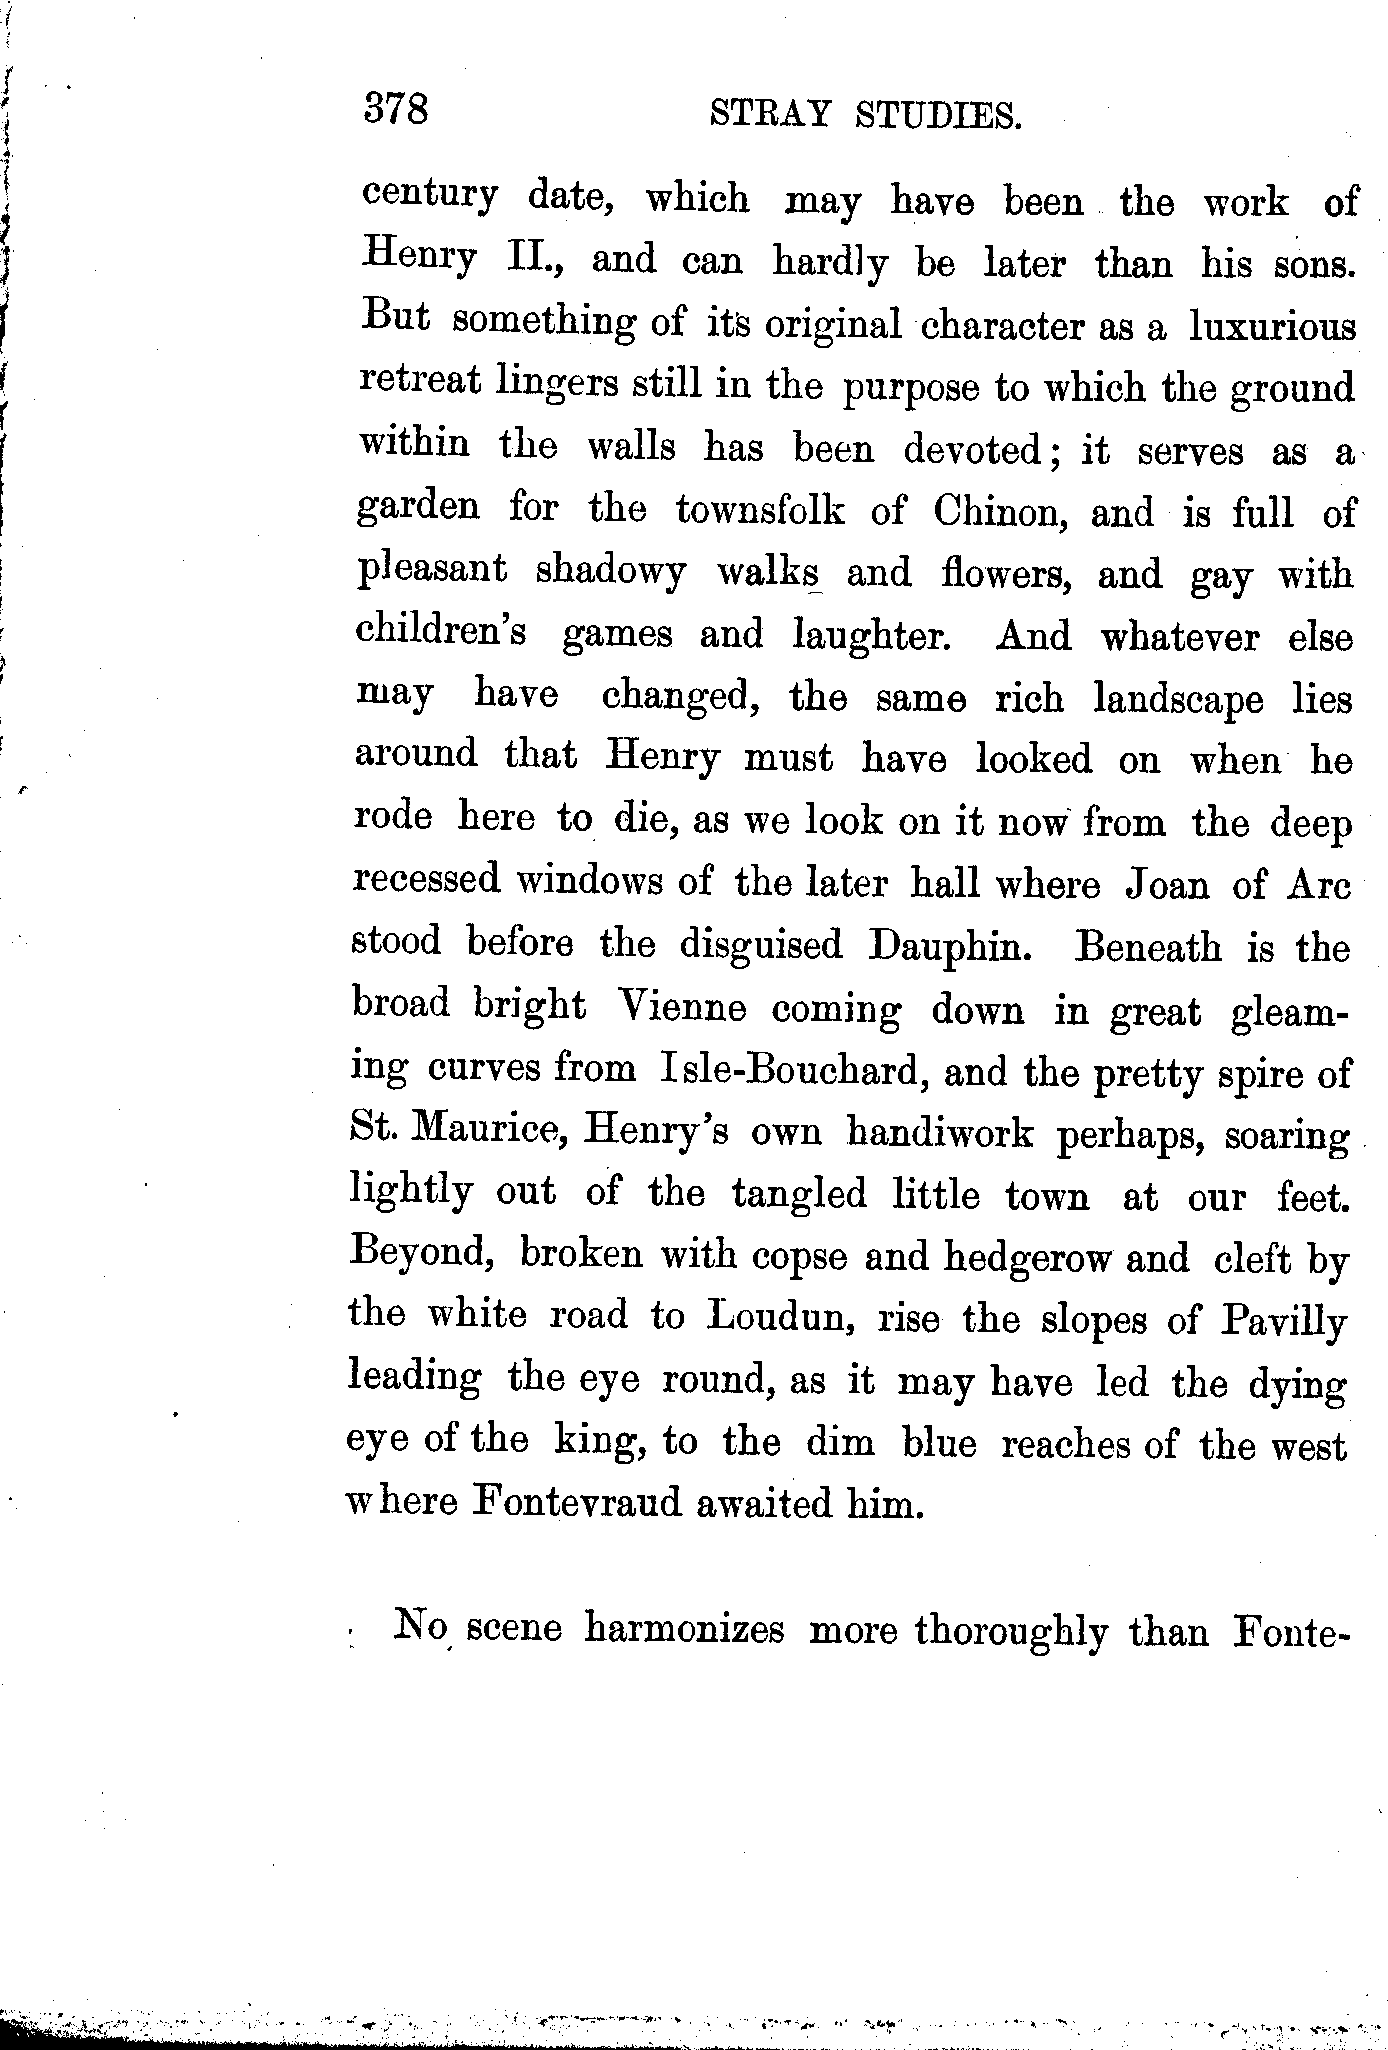 378 STRAY STUDIES.
century date, which may have been the work of
Henry II., and can hardly be later than his sons.
But something of its original character as a luxurious
retreat lingers still in the purpose to which the ground
within the walls has been devoted; it serves as a
garden for the townsfolk of Chinon, and is full of
pleasant shadowy walks and flowers, and gay with
children's games and laughter. And whatever else
may have changed, the same rich landscape lies
around that Henry must have looked on when he
rode here to die, as we look on it now from the deep
recessed windows of the later hall where Joan of Arc
stood before the disguised Dauphin. Beneath is the
broad bright Vienne coming down in great gleam-
ing curves from Isle-Bouchard, and the pretty spire of
St. Maurice, Henry's own handiwork perhaps, soaring
lightly out of the tangled little town at our feet.
Beyond, broken with copse and hedgerow and cleft by
the white road to Loudun, rise the slopes of Pavilly
leading the eye round, as it may have led the dying
eye of the king, to the dim blue reaches of the west
where Fontevraud awaited him.
No scene harmonizes more thoroughly than Fonte-